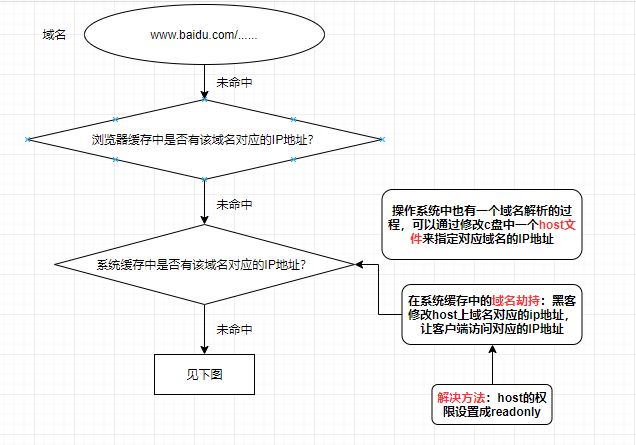 域名
www.baidu.com/......
未命中
浏览器缓存中是否有该域名对应的IP地址？
未命中
系统缓存中是否有该域名对应的IP地址？
未命中
见下图
操作系统中也有一个域名解析的过
程，可以通过修改c盘中一个host文
件来指定对应域名的IP地址
在系统缓存中的域名劫持：黑客
修改host上域名对应的ip地址，
让客户端访问对应的IP地址
解决方法：host的权
限设置成readonly